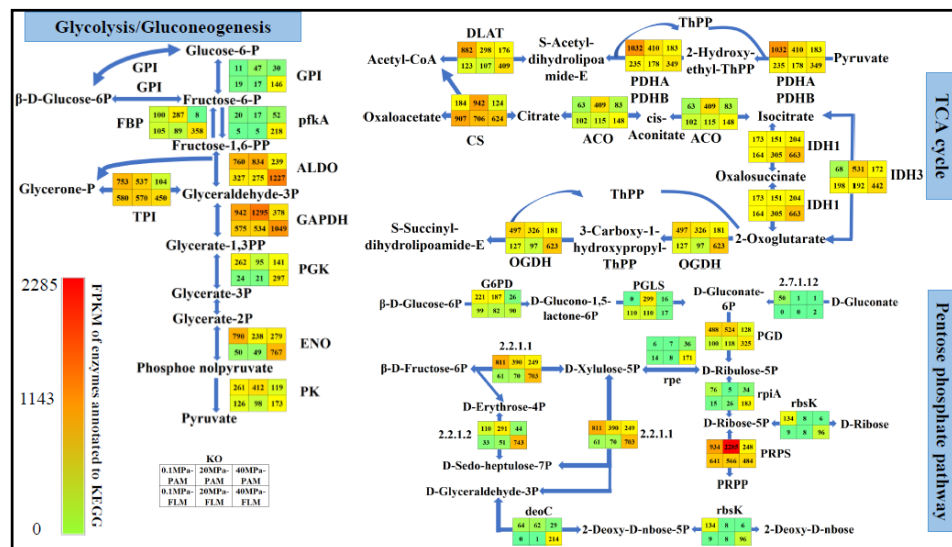 Glycolysis/Gluconeogenesis
Glucose-6-P
GPI
GPI
11 47 30
19 17 146
GPI
β-D-Glucose-6P
Fructose-6-P
FBP
100 287 8
105 89 358
20 17 52
5 5 218
pfkA
Fructose-1,6-PP
760 834 239
327 275 1227
ALDO
Glycerone-P
753 537 104
580 570 450
TPI
Glyceraldehyde-3P
942 1295 378
575 534 1049
GAPDH
Glycerate-1,3PP
262 95 141
24 21 297
PGK
Glycerate-3P
Glycerate-2P
790 238 279
50 49 767
ENO
Phosphoe nolpyruvate
261 412 119
126 98 173
PK
Pyruvate
2285
1143
0
FPKM of enzymes annotated to KEGG
KO
0.1MPa-PAM 20MPa-PAM 40MPa-PAM
0.1MPa-FLM 20MPa-FLM 40MPa-FLM
TCA cycle
DLAT
882 298 176
123 107 409
Acetyl-CoA
S-Acetyl-
dihydrolipoa
mide-E
ThPP
1032 410 183
235 178 349
PDHA
PDHB
2-Hydroxy-
ethyl-ThPP
1032 410 183
235 178 349
PDHA
PDHB
Pyruvate
Oxaloacetate
184 942 124
907 706 624
CS
Citrate
63 409 83
102 115 148
ACO
cis-
Aconitate
63 409 83
102 115 148
ACO
Isocitrate
173 151 204
164 305 663
IDH1
Oxalosuccinate
68 531 172
198 192 442
IDH3
173 151 204
164 305 663
IDH1
2-Oxoglutarate
ThPP
S-Succinyl-
dihydrolipoamide-E
497 326 181
127 97 623
OGDH
3-Carboxy-1-
hydroxypropyl-
ThPP
497 326 181
127 97 623
OGDH
Pentose phosphate pathway
β-D-Glucose-6P
G6PD
221 187 26
99 82 90
D-Glucono-1,5-
lactone-6P
PGLS
0 299 16
110 110 17
D-Gluconate-
6P
2.7.1.12
50 1 1
0 0 2
D-Gluconate
488 524 128
100 118 325
PGD
β-D-Fructose-6P
2.2.1.1
811 390 249
61 70 703
D-Xylulose-5P
6 7 36
14 8 171
rpe
D-Ribulose-5P
76 5 34
15 26 183
rpiA
D-Erythrose-4P
2.2.1.2
110 291 44
33 51 743
811 390 249
61 70 703
2.2.1.1
D-Ribose-5P
rbsK
134 8 6
9 8 96
D-Ribose
934 2285 248
641 566 484
PRPS
PRPP
D-Sedo-heptulose-7P
D-Glyceraldehyde-3P
deoC
64 62 29
0 1 214
2-Deoxy-D-nbose-5P
rbsK
134 8 6
9 8 96
2-Deoxy-D-nbose